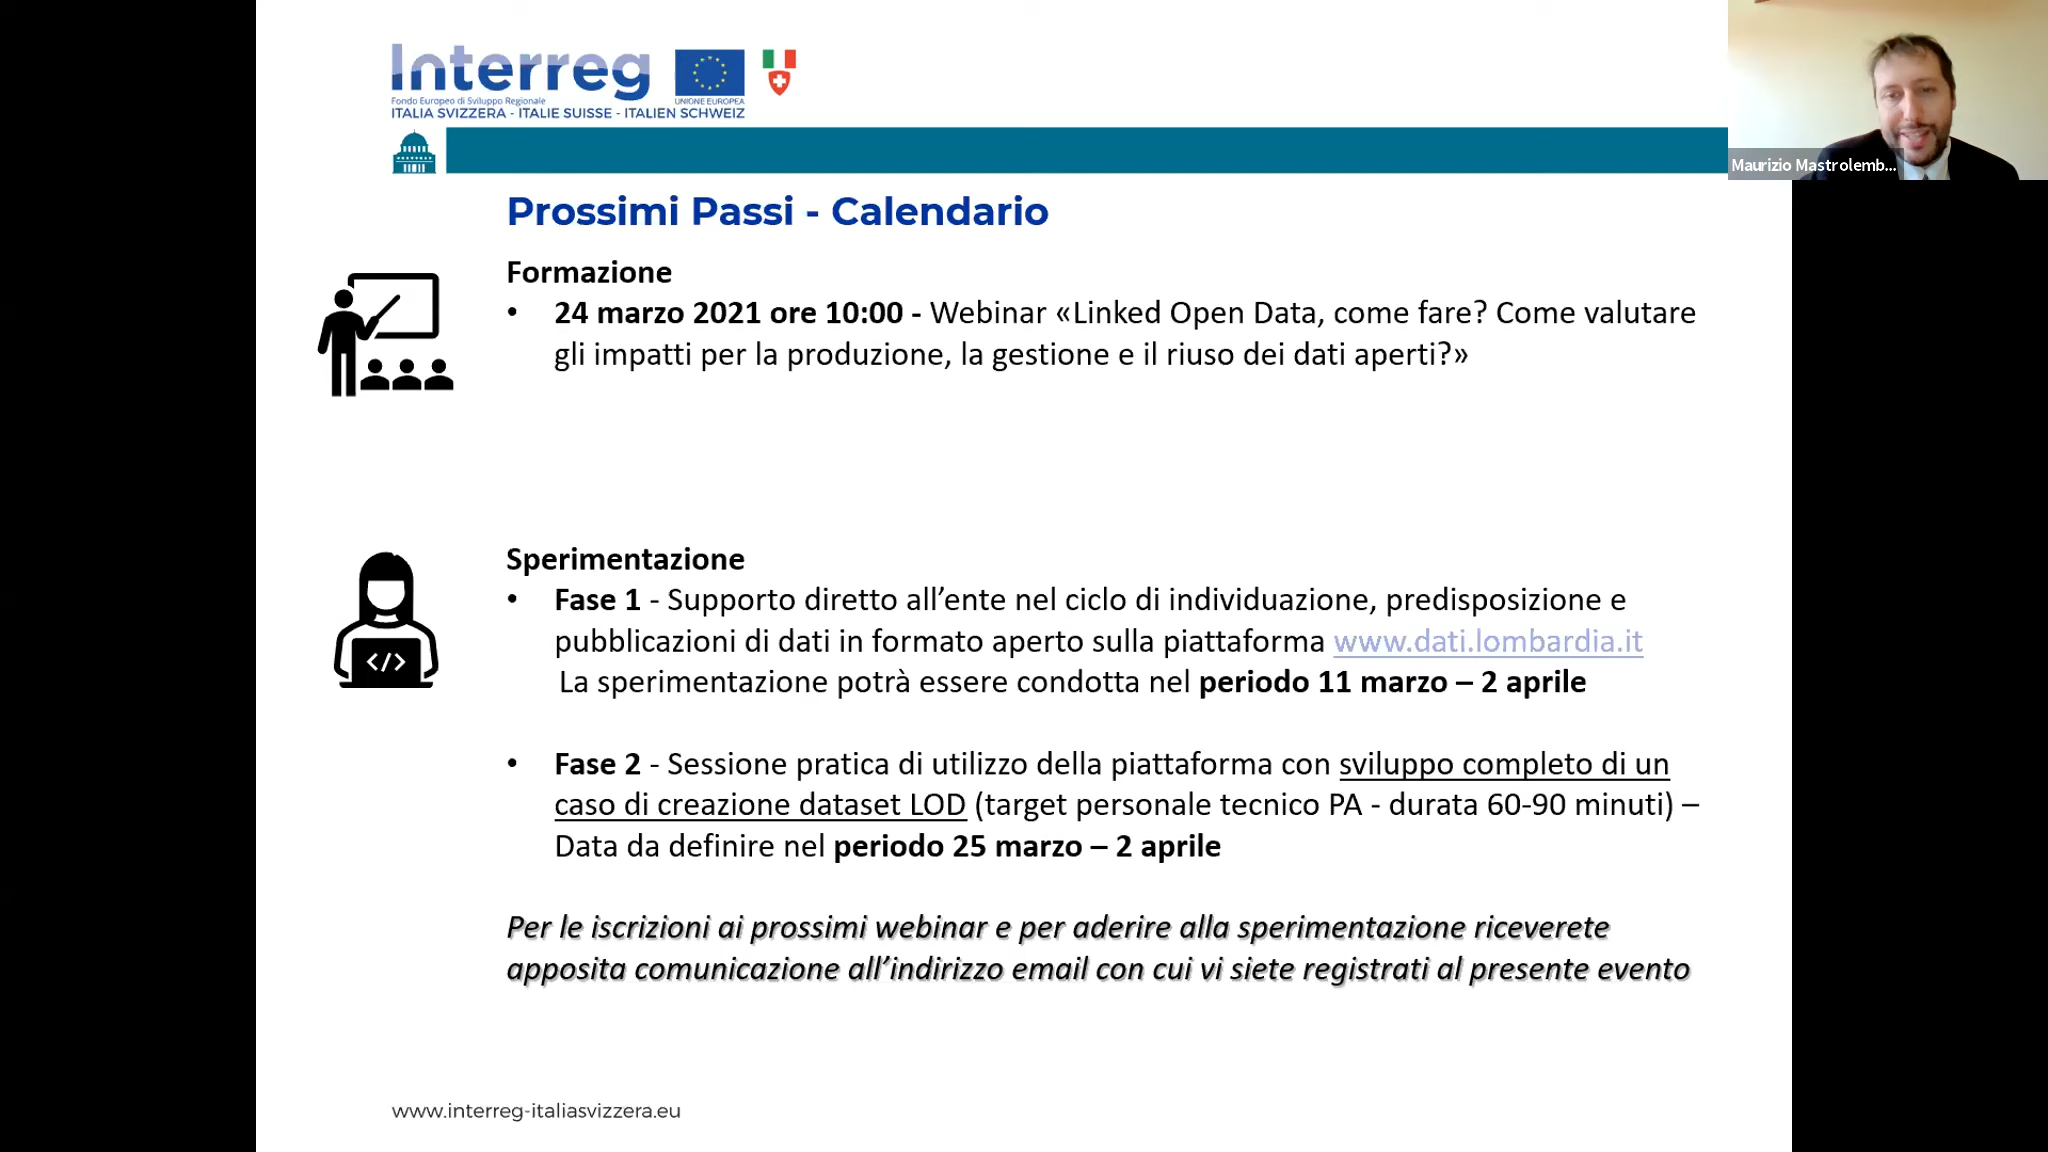 Interreg
Fondo Europeo di Sviluppo Regionale
UNIONE EUROPEA
ITALIA SVIZZERA - ITALIE SUISSE - ITALIEN SCHWEIZ
Maurizio Mastrolemb...
Prossimi Passi - Calendario
Formazione
• 24 marzo 2021 ore 10:00 - Webinar «Linked Open Data, come fare? Come valutare
gli impatti per la produzione, la gestione e il riuso dei dati aperti?»
Sperimentazione
• Fase 1 - Supporto diretto all’ente nel ciclo di individuazione, predisposizione e
pubblicazioni di dati in formato aperto sulla piattaforma www.dati.lombardia.it
La sperimentazione potrà essere condotta nel periodo 11 marzo – 2 aprile
</>
• Fase 2 - Sessione pratica di utilizzo della piattaforma con sviluppo completo di un
caso di creazione dataset LOD (target personale tecnico PA - durata 60-90 minuti) –
Data da definire nel periodo 25 marzo – 2 aprile
Per le iscrizioni ai prossimi webinar e per aderire alla sperimentazione riceverete
apposita comunicazione all’indirizzo email con cui vi siete registrati al presente evento
www.interreg-italiasvizzera.eu